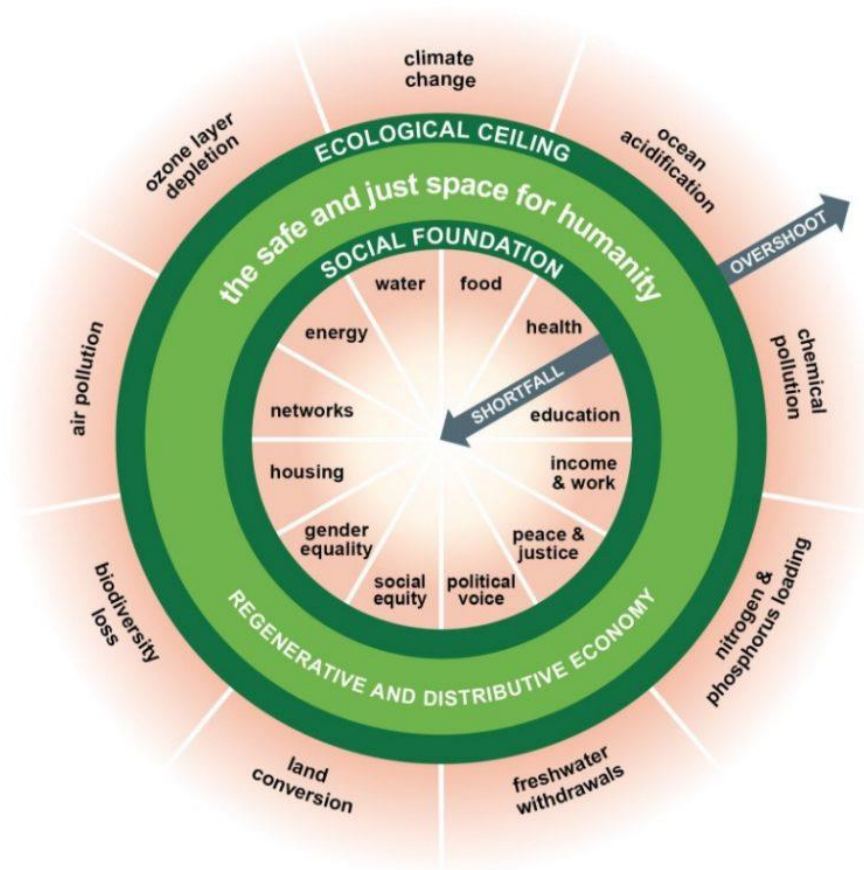 climate
change
ocean
acidification
OVERSHOOT
chemical
pollution
nitrogen &
phosphorus loading
freshwater
withdrawals
land
conversion
biodiversity
loss
air pollution
ozone layer
depletion
ECOLOGICAL CEILING
the safe and just space for humanity
SOCIAL FOUNDATION
water
food
health
SHORTFALL
education
income
& work
peace &
justice
political
voice
social
equity
gender
equality
housing
networks
energy
REGENERATIVE AND DISTRIBUTIVE ECONOMY